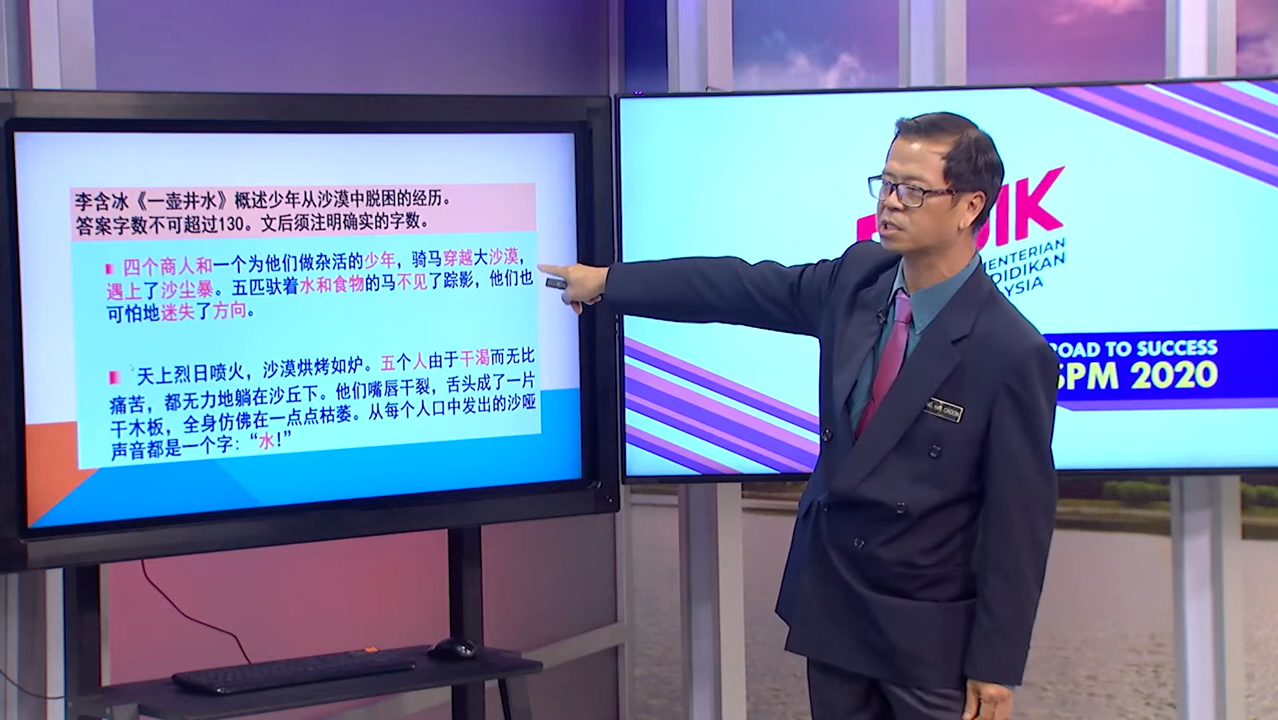 李含冰《一壶井水》概述少年从沙漠中脱困的经历。
答案字数不可超过130。文后须注明确实的字数。
四个商人和一个为他们做杂活的少年，骑马穿越大沙漠，
遇上了沙尘暴。五匹驮着水和食物的马不见了踪影，他们也
可怕地迷失了方向。
天上烈日喷火，沙漠烘烤如炉。五个人由于干渴而无比
痛苦，都无力地躺在沙丘下。他们嘴唇干裂，舌头成了一片
干木板，全身仿佛在一点点枯萎。从每个人口中发出的沙哑
声音都是一个字：“水！”
IK
MENTERIAN
DIDIKAN
YSIA
ROAD TO SUCCESS
SPM 2020